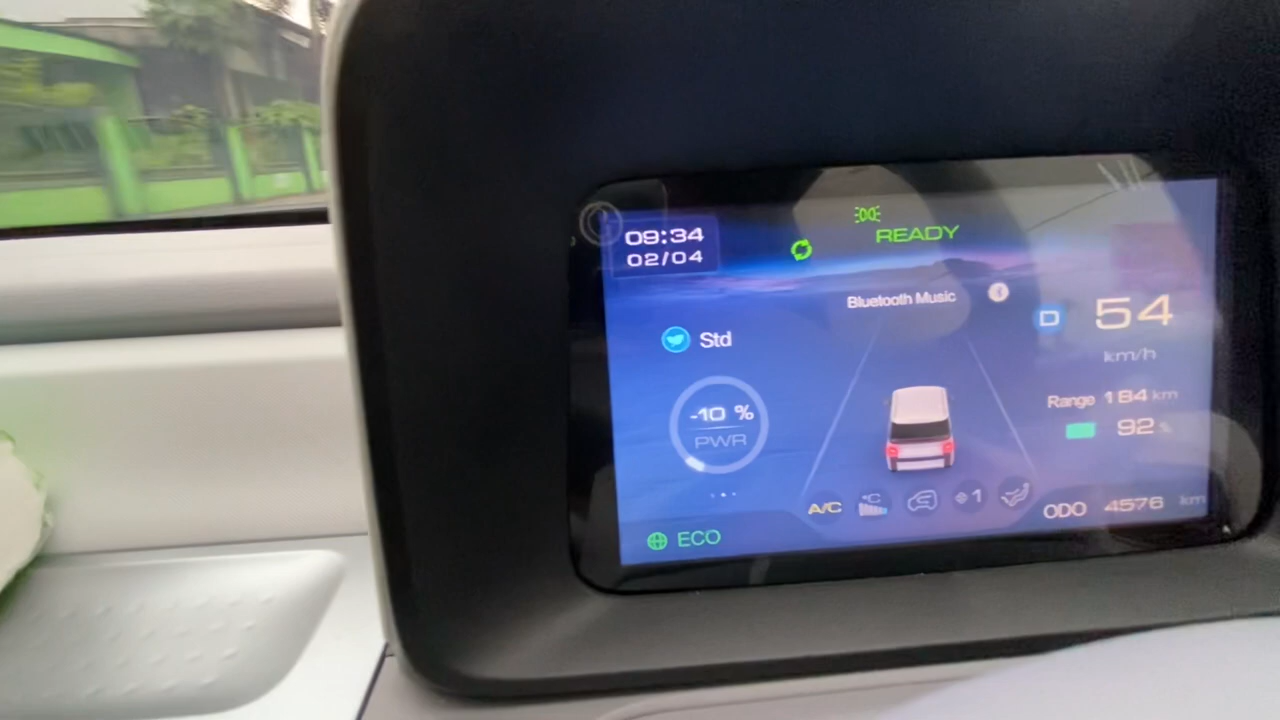 09:34
02/04
READY
Bluetooth Music
Std
D 54
km/h
-10 %
PWR
Range 184 km
92 %
A/C °C 1
ODO 4576 km
ECO